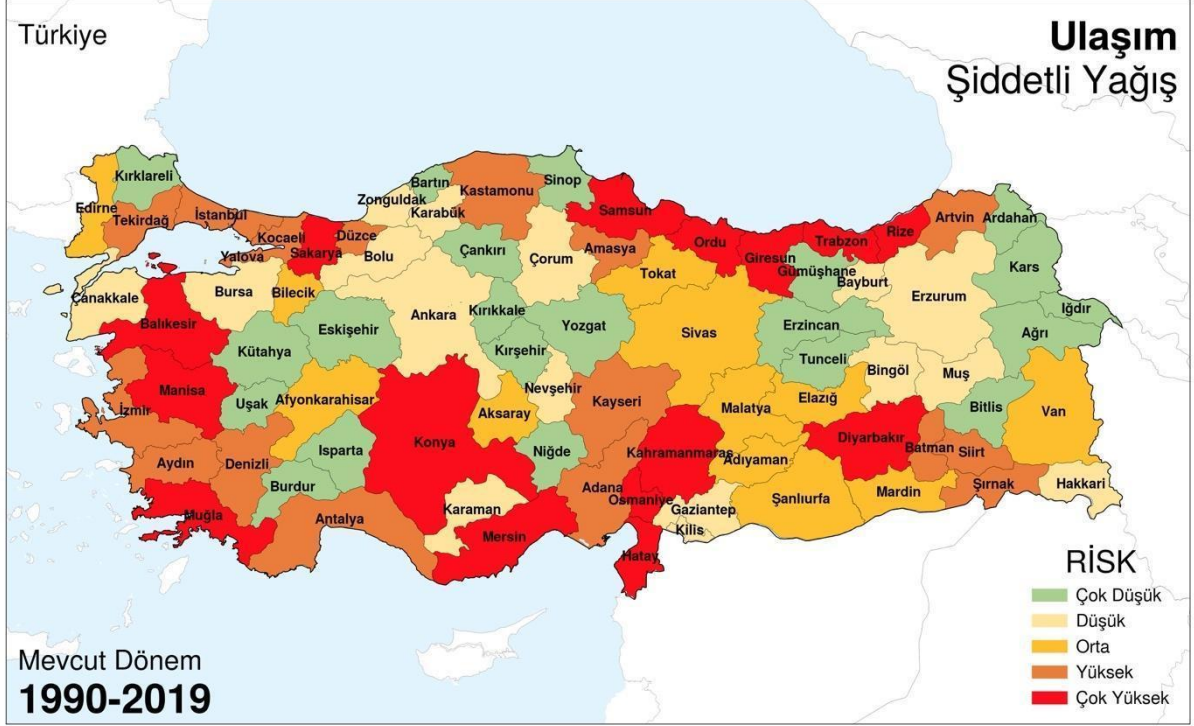 Türkiye
Ulaşım
Şiddetli Yağış
Kırklareli
Edirne
Tekirdağ
İstanbul
Kocaeli
Yalova
Sakarya
Düzce
Zonguldak
Bartın
Karabük
Kastamonu
Sinop
Samsun
Ordu
Giresun
Trabzon
Rize
Artvin
Ardahan
Gümüşhane
Bayburt
Kars
Iğdır
Ağrı
Erzurum
Bolu
Çankırı
Çorum
Amasya
Tokat
Çanakkale
Bursa
Bilecik
Balıkesir
Kütahya
Eskişehir
Ankara
Kırıkkale
Kırşehir
Yozgat
Sivas
Erzincan
Tunceli
Bingöl
Muş
Bitlis
Van
Manisa
Uşak
Afyonkarahisar
İzmir
Aydın
Denizli
Isparta
Burdur
Konya
Aksaray
Nevşehir
Niğde
Kayseri
Malatya
Elazığ
Diyarbakır
Batman
Siirt
Kahramanmaraş
Adıyaman
Şanlıurfa
Mardin
Şırnak
Hakkari
Muğla
Antalya
Karaman
Mersin
Adana
Osmaniye
Gaziantep
Kilis
Hatay
RİSK
Çok Düşük
Düşük
Orta
Yüksek
Çok Yüksek
Mevcut Dönem
1990-2019